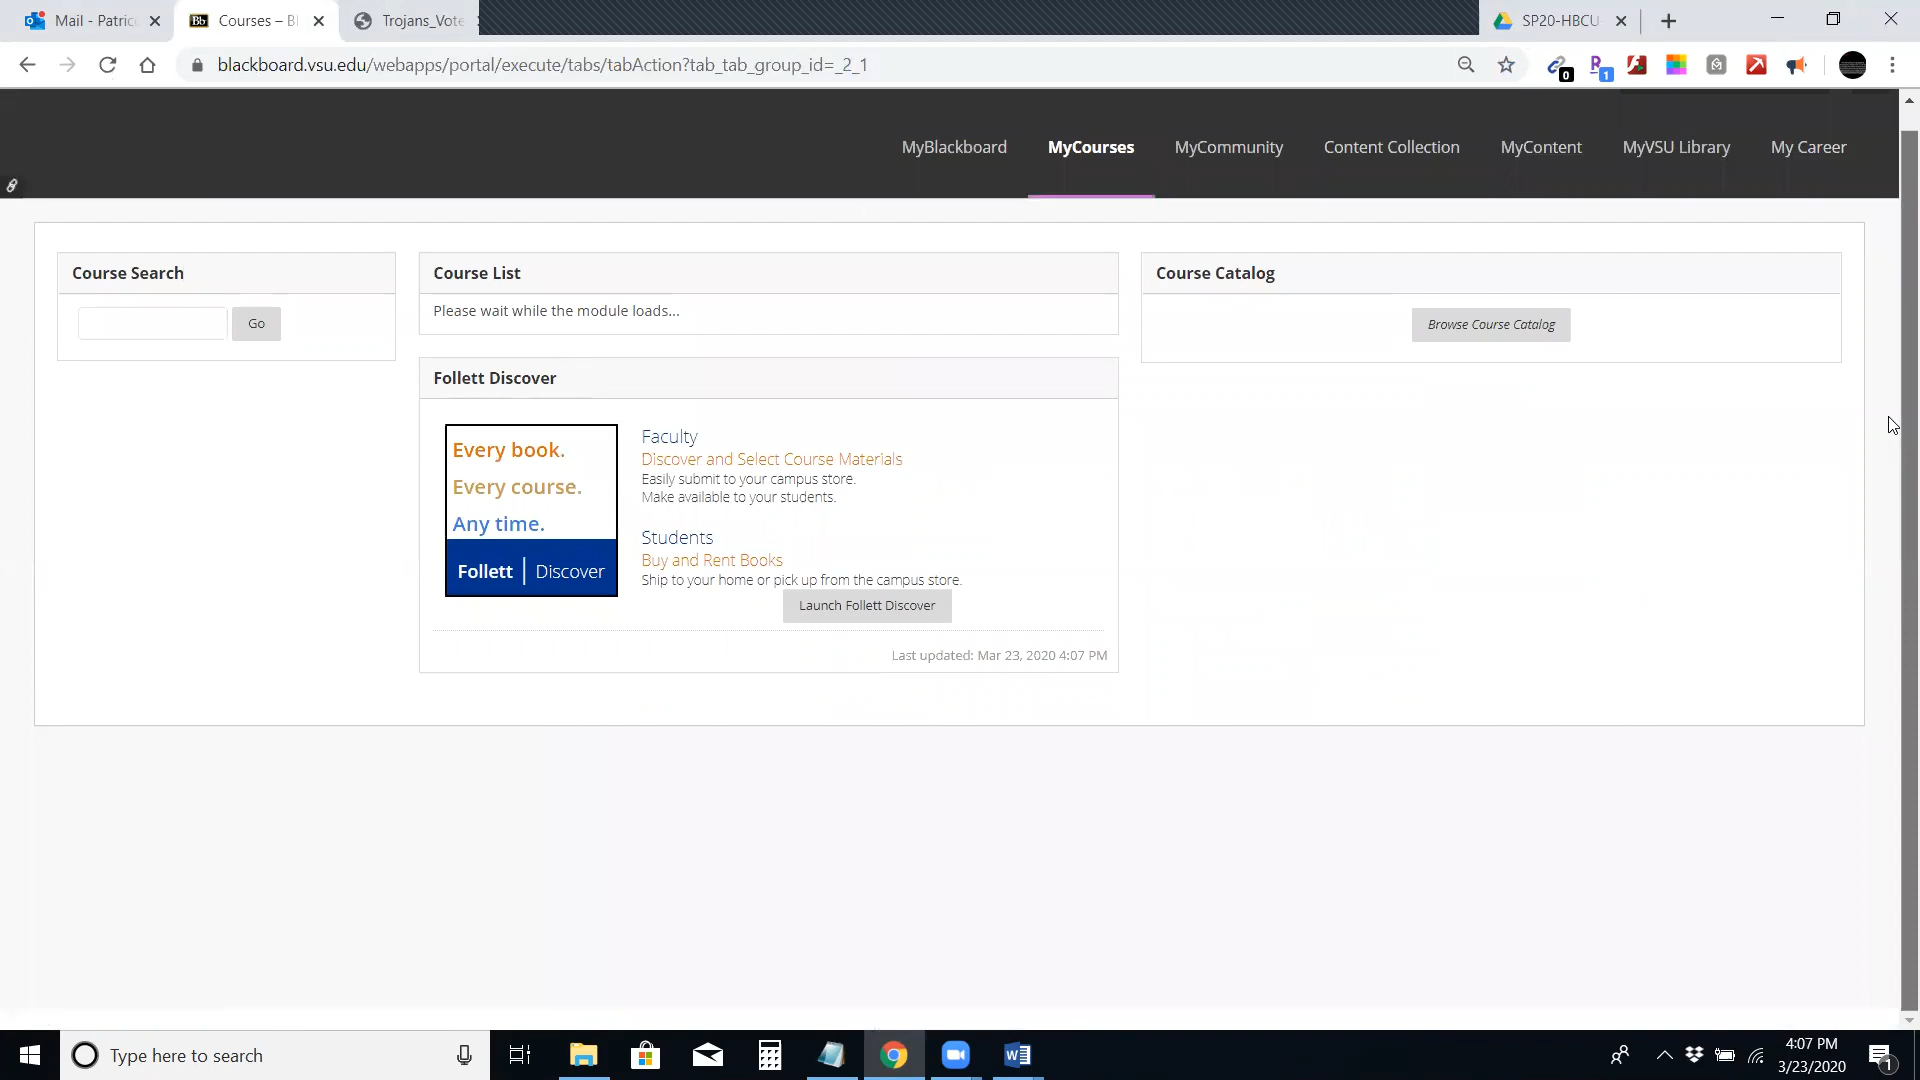 Mail - Patric
Courses – Bl
Trojans_Vote
SP20-HBCU-
blackboard.vsu.edu/webapps/portal/execute/tabs/tabAction?tab_tab_group_id=_2_1
0
1
MyBlackboard
MyCourses
MyCommunity
Content Collection
MyContent
MyVSU Library
My Career
Course Search
Go
Course List
Please wait while the module loads...
Course Catalog
Browse Course Catalog
Follett Discover
Every book.
Every course.
Any time.
Follett | Discover
Faculty
Discover and Select Course Materials
Easily submit to your campus store.
Make available to your students.
Students
Buy and Rent Books
Ship to your home or pick up from the campus store.
Launch Follett Discover
Last updated: Mar 23, 2020 4:07 PM
Type here to search
4:07 PM
3/23/2020
1